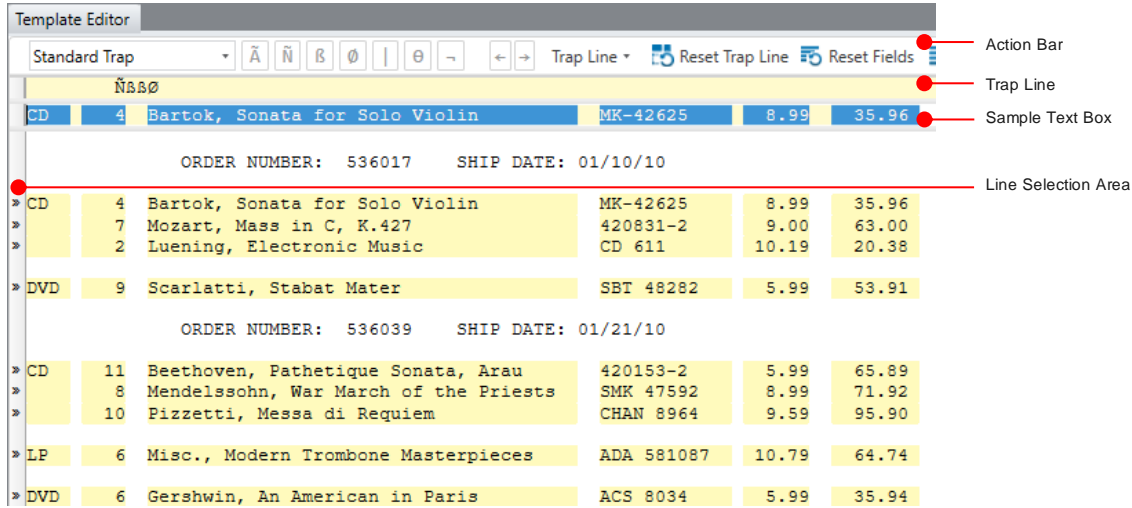 Template Editor
Standard Trap Ã Ñ ß Ø | ɵ ¬ ← → Trap Line Reset Trap Line Reset Fields
Action Bar
ÑßßØ
Trap Line
CD 4 Bartok, Sonata for Solo Violin MK-42625 8.99 35.96
Sample Text Box
ORDER NUMBER: 536017 SHIP DATE: 01/10/10
Line Selection Area
» CD 4 Bartok, Sonata for Solo Violin MK-42625 8.99 35.96
» 7 Mozart, Mass in C, K.427 420831-2 9.00 63.00
» 2 Luening, Electronic Music CD 611 10.19 20.38
» DVD 9 Scarlatti, Stabat Mater SBT 48282 5.99 53.91
ORDER NUMBER: 536039 SHIP DATE: 01/21/10
» CD 11 Beethoven, Pathetique Sonata, Arau 420153-2 5.99 65.89
» 8 Mendelssohn, War March of the Priests SMK 47592 8.99 71.92
» 10 Pizzetti, Messa di Requiem CHAN 8964 9.59 95.90
» LP 6 Misc., Modern Trombone Masterpieces ADA 581087 10.79 64.74
» DVD 6 Gershwin, An American in Paris ACS 8034 5.99 35.94